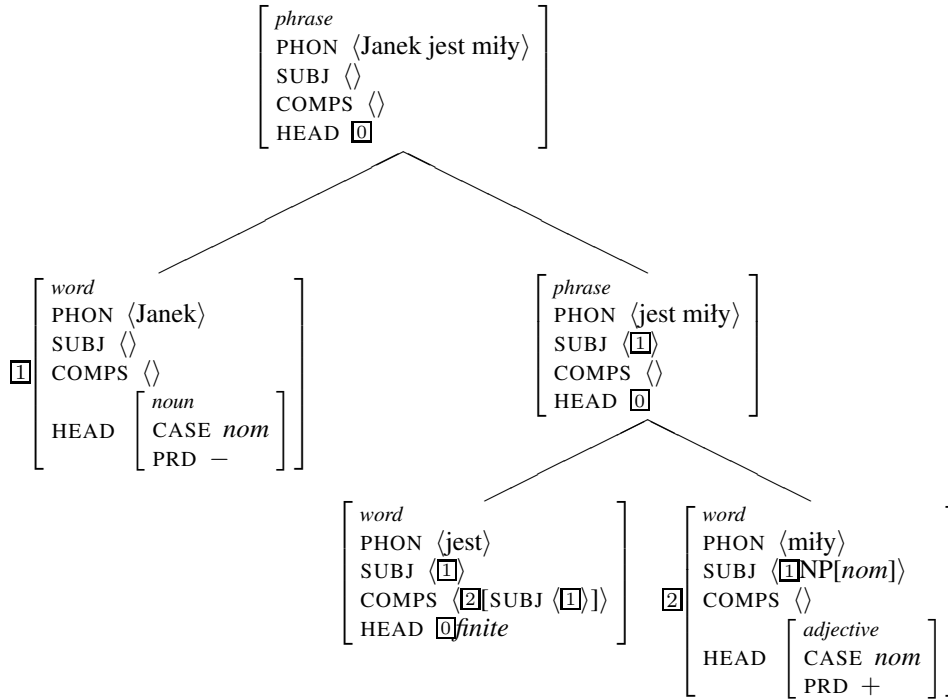 phrase
PHON ⟨Janek jest miły⟩
SUBJ ⟨⟩
COMPS ⟨⟩
HEAD 0
1
word
PHON ⟨Janek⟩
SUBJ ⟨⟩
COMPS ⟨⟩
HEAD
noun
CASE nom
PRD −
phrase
PHON ⟨jest miły⟩
SUBJ ⟨1⟩
COMPS ⟨⟩
HEAD 0
word
PHON ⟨jest⟩
SUBJ ⟨1⟩
COMPS ⟨2[SUBJ ⟨1⟩]⟩
HEAD 0finite
2
word
PHON ⟨miły⟩
SUBJ ⟨1NP[nom]⟩
COMPS ⟨⟩
HEAD
adjective
CASE nom
PRD +